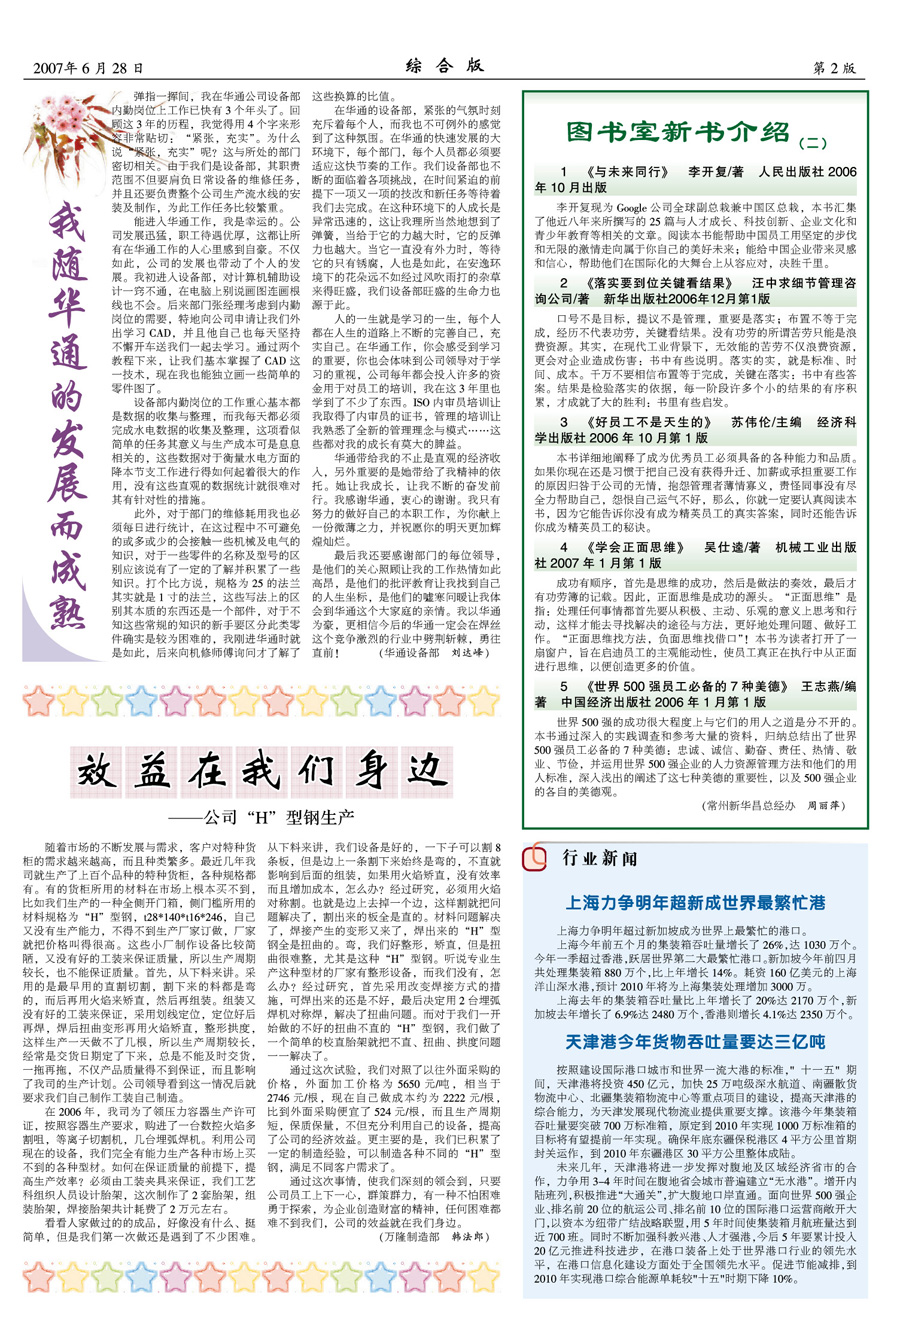 2007年 6 月 28 日
综 合 版
第 2 版
我随华通的发展而成熟
弹指一挥间，我在华通公司设备部
内勤岗位上工作已快有 3 个年头了。回
顾这 3 年的历程，我觉得用 4 个字来形
容非常贴切：“紧张，充实”。为什么
说“紧张，充实”呢？这与所处的部门
密切相关。由于我们是设备部，其职责
范围不但要肩负日常设备的维修任务，
并且还要负责整个公司生产流水线的安
装及制作，为此工作任务比较繁重。
能进入华通工作，我是幸运的。公
司发展迅猛，职工待遇优厚，这都让所
有在华通工作的人心里感到自豪。不仅
如此，公司的发展也带动了个人的发
展。我初进入设备部，对计算机辅助设
计一窍不通，在电脑上别说画图连画根
线也不会。后来部门张经理考虑到内勤
岗位的需要，特地向公司申请让我们外
出学习 CAD，并且他自己也每天坚持
不懈开车送我们一起去学习。通过两个
教程下来，让我们基本掌握了 CAD 这
一技术，现在我也能独立画一些简单的
零件图了。
设备部内勤岗位的工作重心基本都
是数据的收集与整理，而我每天都必须
完成水电数据的收集及整理，这项看似
简单的任务其意义与生产成本可是息息
相关的，这些数据对于衡量水电方面的
降本节支工作进行得如何起着很大的作
用，没有这些直观的数据统计就很难对
其有针对性的措施。
此外，对于部门的维修耗用我也必
须每日进行统计，在这过程中不可避免
的或多或少的会接触一些机械及电气的
知识，对于一些零件的名称及型号的区
别应该说有了一定的了解并积累了一些
知识。打个比方说，规格为 25 的法兰
其实就是 1 寸的法兰，这些写法上的区
别其本质的东西还是一个部件，对于不
知这些常规的知识的新手要区分此类零
件确实是较为困难的，我刚进华通时就
是如此，后来向机修师傅询问才了解了
这些换算的比值。
在华通的设备部，紧张的气氛时刻
充斥着每个人，而我也不可例外的感觉
到了这种氛围。在华通的快速发展的大
环境下，每个部门，每个人员都必须要
适应这快节奏的工作。我们设备部也不
断的面临着各项挑战，在时间紧迫的前
提下一项又一项的技改和新任务等待着
我们去完成。在这种环境下的人成长是
异常迅速的，这让我理所当然地想到了
弹簧，当给于它的力越大时，它的反弹
力也越大。当它一直没有外力时，等待
它的只有锈腐，人也是如此，在安逸环
境下的花朵远不如经过风吹雨打的杂草
来得旺盛，我们设备部旺盛的生命力也
源于此。
人的一生就是学习的一生，每个人
都在人生的道路上不断的完善自己，充
实自己。在华通工作，你会感受到学习
的重要，你也会体味到公司领导对于学
习的重视，公司每年都会投入许多的资
金用于对员工的培训，我在这 3 年里也
学到了不少了东西。ISO 内审员培训让
我取得了内审员的证书，管理的培训让
我熟悉了全新的管理理念与模式……这
些都对我的成长有莫大的脾益。
华通带给我的不止是直观的经济收
入，另外重要的是她带给了我精神的依
托。她让我成长，让我不断的奋发前
行。我感谢华通，衷心的谢谢。我只有
努力的做好自己的本职工作，为你献上
一份微薄之力，并祝愿你的明天更加辉
煌灿烂。
最后我还要感谢部门的每位领导，
是他们的关心照顾让我的工作热情如此
高昂，是他们的批评教育让我找到自己
的人生坐标，是他们的嘘寒问暖让我体
会到华通这个大家庭的亲情。我以华通
为豪，更相信今后的华通一定会在焊丝
这个竞争激烈的行业中劈荆斩棘，勇往
直前！ （华通设备部 刘达峰）
效益在我们身边
——公司“H”型钢生产
随着市场的不断发展与需求，客户对特种货
柜的需求越来越高，而且种类繁多。最近几年我
司就生产了上百个品种的特种货柜，各种规格都
有。有的货柜所用的材料在市场上根本买不到，
比如我们生产的一种全侧开门箱，侧门槛所用的
材料规格为“H”型钢，t28*140*t16*246，自己
又没有生产能力，不得不到生产厂家订做，厂家
就把价格叫得很高。这些小厂制作设备比较简
陋，又没有好的工装来保证质量，所以生产周期
较长，也不能保证质量。首先，从下料来讲。采
用的是最早用的直割切割，割下来的料都是弯
的，而后再用火焰来矫直，然后再组装。组装又
没有好的工装来保证，采用划线定位，定位好后
再焊，焊后扭曲变形再用火焰矫直，整形拱度，
这样生产一天做不了几根，所以生产周期较长，
经常是交货日期定了下来，总是不能及时交货，
一拖再拖，不仅产品质量得不到保证，而且影响
了我司的生产计划。公司领导看到这一情况后就
要求我们自己制作工装自己制造。
在 2006 年，我司为了领压力容器生产许可
证，按照容器生产要求，购进了一台数控火焰多
割咀，等离子切割机，几台埋弧焊机。利用公司
现在的设备，我们完全有能力生产各种市场上买
不到的各种型材。如何在保证质量的前提下，提
高生产效率？必须由工装夹具来保证，我们工艺
科组织人员设计胎架，这次制作了 2 套胎架，组
装胎架，焊接胎架共计耗费了 2 万元左右。
看看人家做过的的成品，好像没有什么、挺
简单，但是我们第一次做还是遇到了不少困难。
从下料来讲，我们设备是好的，一下子可以割 8
条板，但是边上一条割下来始终是弯的，不直就
影响到后面的组装，如果用火焰矫直，没有效率
而且增加成本，怎么办？经过研究，必须用火焰
对称割。也就是边上去掉一个边，这样割就把问
题解决了，割出来的板全是直的。材料问题解决
了，焊接产生的变形又来了，焊出来的“H”型
钢全是扭曲的。弯，我们好整形，矫直，但是扭
曲很难整，尤其是这种“H”型钢。听说专业生
产这种型材的厂家有整形设备，而我们没有，怎
么办？经过研究，首先采用改变焊接方式的措
施，可焊出来的还是不好，最后决定用 2 台埋弧
焊机对称焊，解决了扭曲问题。而对于我们一开
始做的不好的扭曲不直的“H”型钢，我们做了
一个简单的校直胎架就把不直、扭曲、拱度问题
一一解决了。
通过这次试验，我们对照了以往外面采购的
价格，外面加工价格为 5650 元/吨，相当于
2746 元/根，现在自己做成本约为 2222 元/根，
比到外面采购便宜了 524 元/根，而且生产周期
短，保质保量，不但充分利用自己的设备，提高
了公司的经济效益。更主要的是，我们已积累了
一定的制造经验，可以制造各种不同的“H”型
钢，满足不同客户需求了。
通过这次事情，使我们深刻的领会到，只要
公司员工上下一心，群策群力，有一种不怕困难
勇于探索，为企业创造财富的精神，任何困难都
难不到我们，公司的效益就在我们身边。
（万隆制造部 韩法郎）
图书室新书介绍（二）
1 《与未来同行》 李开复/著 人民出版社 2006
年 10 月出版
李开复现为 Google 公司全球副总裁兼中国区总裁，本书汇集
了他近八年来所撰写的 25 篇与人才成长、科技创新、企业文化和
青少年教育等相关的文章。阅读本书能帮助中国员工用坚定的步伐
和无限的激情走向属于你自己的美好未来；能给中国企业带来灵感
和信心，帮助他们在国际化的大舞台上从容应对，决胜千里。
2 《落实要到位关键看结果》 汪中求细节管理咨
询公司/著 新华出版社2006年12月第1版
口号不是目标，提议不是管理，重要是落实；布置不等于完
成，经历不代表功劳，关键看结果。没有功劳的所谓苦劳只能是浪
费资源。其实，在现代工业背景下，无效能的苦劳不仅浪费资源，
更会对企业造成伤害；书中有些说明。落实的实，就是标准、时
间、成本。千万不要相信布置等于完成，关键在落实；书中有些答
案。结果是检验落实的依据，每一阶段许多个小的结果的有序积
累，才成就了大的胜利；书里有些启发。
3 《好员工不是天生的》 苏伟伦/主编 经济科
学出版社 2006 年 10 月第 1 版
本书详细地阐释了成为优秀员工必须具备的各种能力和品质。
如果你现在还是习惯于把自己没有获得升迁、加薪或承担重要工作
的原因归咎于公司的无情，抱怨管理者薄情寡义，责怪同事没有尽
全力帮助自己，怨恨自己运气不好，那么，你就一定要认真阅读本
书，因为它能告诉你没有成为精英员工的真实答案，同时还能告诉
你成为精英员工的秘诀。
4 《学会正面思维》 吴仕逵/著 机械工业出版
社 2007 年 1 月第 1 版
成功有顺序，首先是思维的成功，然后是做法的奏效，最后才
有功劳簿的记载。因此，正面思维是成功的源头。“正面思维”是
指：处理任何事情都首先要从积极、主动、乐观的意义上思考和行
动，这样才能去寻找解决的途径与方法，更好地处理问题、做好工
作。“正面思维找方法，负面思维找借口”！本书为读者打开了一
扇窗户，旨在启迪员工的主观能动性，使员工真正在执行中从正面
进行思维，以便创造更多的价值。
5 《世界 500 强员工必备的 7 种美德》 王志燕/编
著 中国经济出版社 2006 年 1 月第 1 版
世界 500 强的成功很大程度上与它们的用人之道是分不开的。
本书通过深入的实践调查和参考大量的资料，归纳总结出了世界
500 强员工必备的 7 种美德：忠诚、诚信、勤奋、责任、热情、敬
业、节俭，并运用世界 500 强企业的人力资源管理方法和他们的用
人标准，深入浅出的阐述了这七种美德的重要性，以及 500 强企业
的各自的美德观。
（常州新华昌总经办 周丽萍）
行业新闻
上海力争明年超新成世界最繁忙港
上海力争明年超过新加坡成为世界上最繁忙的港口。
上海今年前五个月的集装箱吞吐量增长了 26%,达 1030 万个。
今年一季超过香港,跃居世界第二大最繁忙港口。新加坡今年前四月
共处理集装箱 880 万个,比上年增长 14%。耗资 160 亿美元的上海
洋山深水港,预计 2010 年将为上海集装处理增加 3000 万。
上海去年的集装箱吞吐量比上年增长了 20%达 2170 万个,新
加坡去年增长了 6.9%达 2480 万个,香港则增长 4.1%达 2350 万个。
天津港今年货物吞吐量要达三亿吨
按照建设国际港口城市和世界一流大港的标准，" 十一五" 期
间，天津港将投资 450 亿元，加快 25 万吨级深水航道、南疆散货
物流中心、北疆集装箱物流中心等重点项目的建设，提高天津港的
综合能力，为天津发展现代物流业提供重要支撑。该港今年集装箱
吞吐量要突破 700 万标准箱，原定到 2010 年实现 1000 万标准箱的
目标将有望提前一年实现。确保年底东疆保税港区 4 平方公里首期
封关运作，到 2010 年东疆港区 30 平方公里整体成陆。
未来几年，天津港将进一步发挥对腹地及区域经济省市的合
作，力争用 3–4 年时间在腹地省会城市普遍建立“无水港”。增开内
陆班列,积极推进“大通关”,扩大腹地口岸直通。面向世界 500 强企
业、排名前 20 位的航运公司、排名前 10 位的国际港口运营商敞开大
门,以资本为纽带广结战略联盟,用 5 年时间使集装箱月航班量达到
近 700 班。同时不断加强科教兴港、人才强港,今后 5 年要累计投入
20 亿元推进科技进步，在港口装备上处于世界港口行业的领先水
平，在港口信息化建设方面处于全国领先水平。促进节能减排,到
2010 年实现港口综合能源单耗较"十五"时期下降 10%。